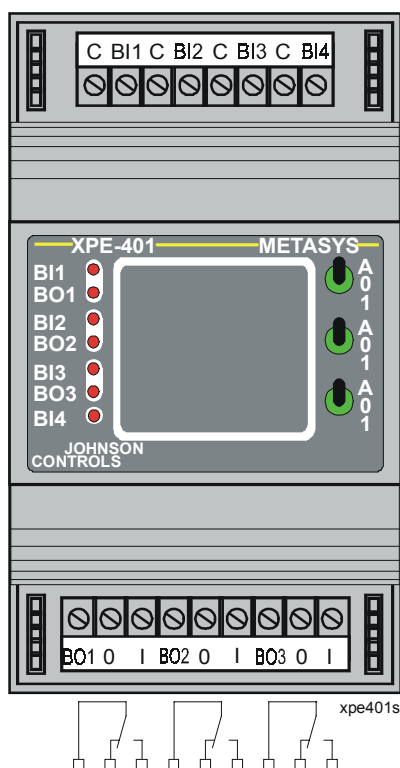 C BI1 C BI2 C BI3 C BI4
XPE-401 METASYS
BI1
BO1
BI2
BO2
BI3
BO3
BI4
A
0
1
A
0
1
A
0
1
JOHNSON
CONTROLS
BO1 0 I BO2 0 I BO3 0 I
xpe401s